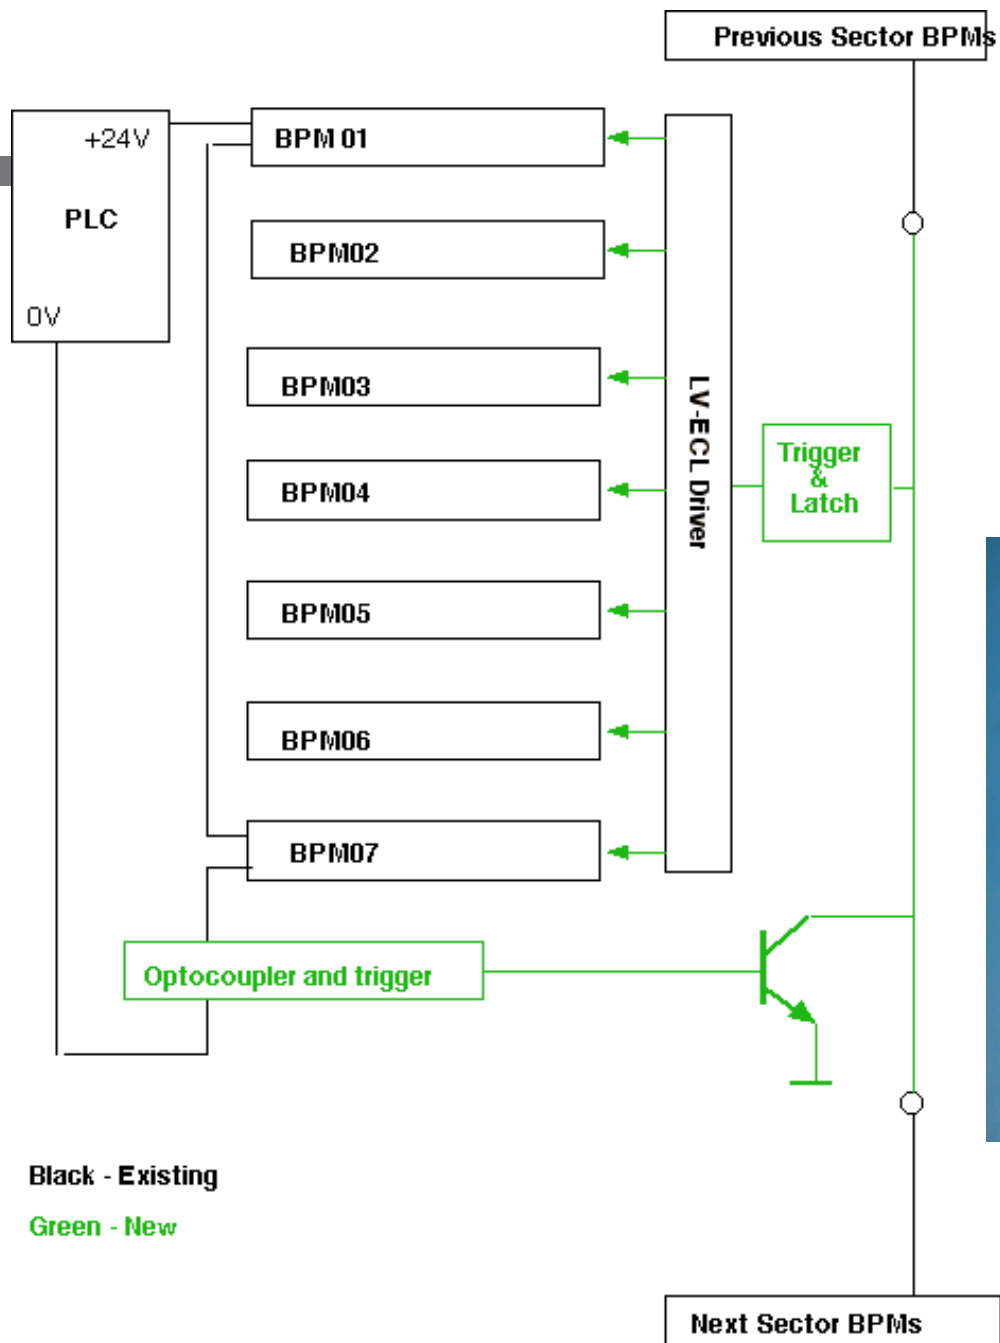 Previous Sector BPMs
+24V
PLC
0V
BPM 01
BPM02
BPM03
BPM04
BPM05
BPM06
BPM07
LV-ECL Driver
Trigger
&
Latch
Optocoupler and trigger
Black - Existing
Green - New
Next Sector BPMs